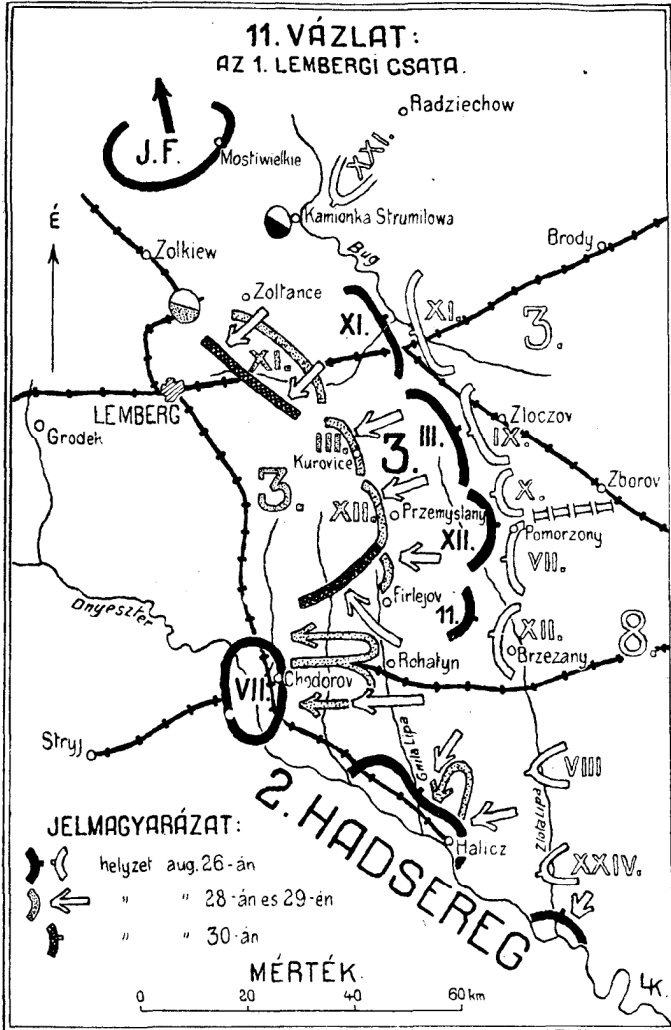 11. VÁZLAT:
AZ 1. LEMBERGI CSATA.
Radziechow
J.F.
Mostiwielkie
XXI.
Kamionka Strumilowa
É
Zolkiew
Bug
Brody
Zoltance
XI.
XI.
3.
XI.
LEMBERG
Grodek
III.
Kurovice
3.
III.
Zloczov
IX.
3.
XII.
Przemyslany
XII.
X.
Zborov
Pomorzony
VII.
Dnyeszter
Firlejov
11.
XII.
Brzezany
8.
Rohatyn
VII.
Chodorov
Stryj
Gnila Lipa
Zlota Lipa
VIII
2. HADSEREG
Halicz
XXIV.
JELMAGYARÁZAT:
helyzet aug. 26-án
" " 28-án es 29-én
" " 30-án
MÉRTÉK.
0 20 40 60 km
LK.